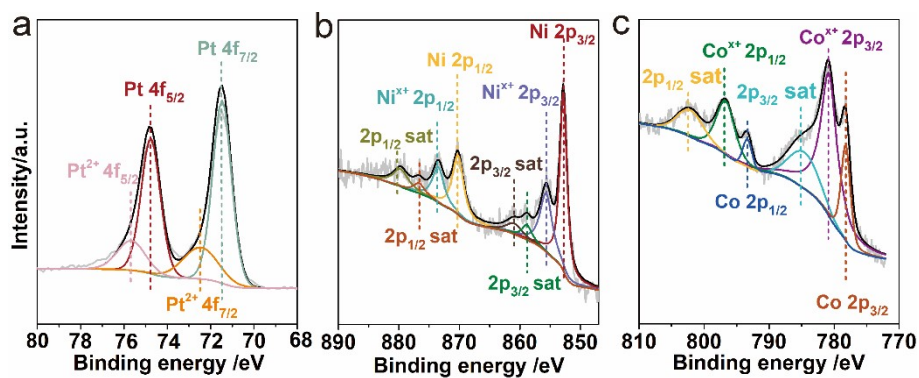 a
Pt 4f7/2
Pt 4f5/2
Pt2+ 4f5/2
Pt2+ 4f7/2
Intensity/a.u.
80 78 76 74 72 70 68
Binding energy /eV
b
Ni 2p3/2
Ni 2p1/2
Nix+ 2p1/2
Nix+ 2p3/2
2p1/2 sat
2p3/2 sat
2p1/2 sat
2p3/2 sat
890 880 870 860 850
Binding energy /eV
c
Cox+ 2p3/2
Cox+ 2p1/2
2p1/2 sat
2p3/2 sat
Co 2p1/2
Co 2p3/2
810 800 790 780 770
Binding energy /eV